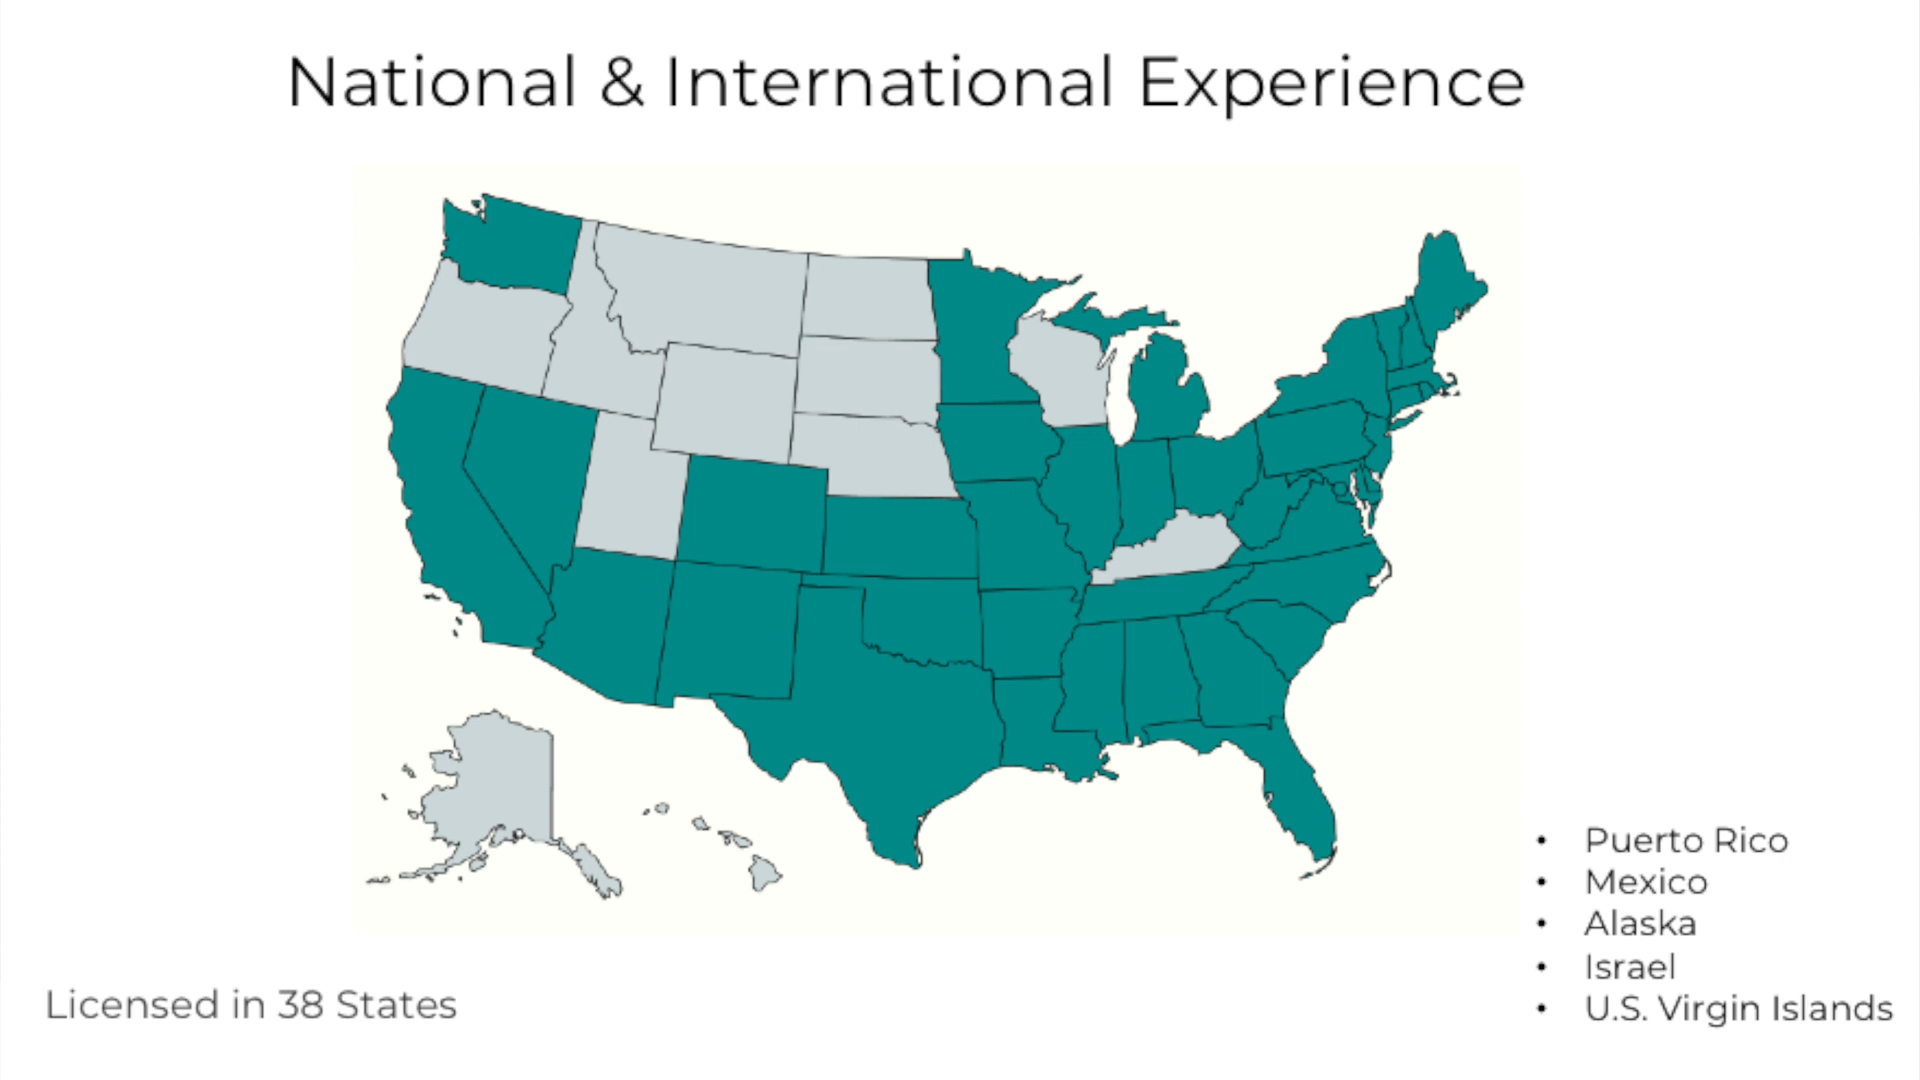 National & International Experience
• Puerto Rico
• Mexico
• Alaska
• Israel
• U.S. Virgin Islands
Licensed in 38 States